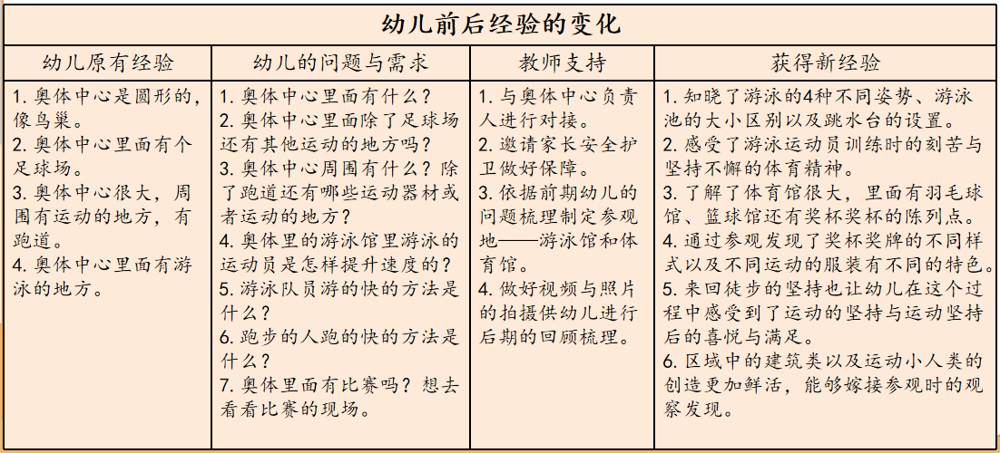 幼儿前后经验的变化
幼儿原有经验
幼儿的问题与需求
教师支持
获得新经验
1. 奥体中心是圆形的，
像鸟巢。
2. 奥体中心里面有个
足球场。
3. 奥体中心很大，周
围有运动的地方，有
跑道。
4. 奥体中心里面有游
泳的地方。
1. 奥体中心里面有什么？
2. 奥体中心里面除了足球场
还有其他运动的地方吗？
3. 奥体中心周围有什么？除
了跑道还有哪些运动器材或
者运动的地方？
4. 奥体里的游泳馆里游泳的
运动员是怎样提升速度的？
5. 游泳队员游的快的方法是
什么？
6. 跑步的人跑的快的方法是
什么？
7. 奥体里面有比赛吗？想去
看看比赛的现场。
1. 与奥体中心负责
人进行对接。
2. 邀请家长安全护
卫做好保障。
3. 依据前期幼儿的
问题梳理制定参观
地——游泳馆和体
育馆。
4. 做好视频与照片
的拍摄供幼儿进行
后期的回顾梳理。
1. 知晓了游泳的4种不同姿势、游泳
池的大小区别以及跳水台的设置。
2. 感受了游泳运动员训练时的刻苦与
坚持不懈的体育精神。
3. 了解了体育馆很大，里面有羽毛球
馆、篮球馆还有奖杯奖杯的陈列点。
4. 通过参观发现了奖杯奖牌的不同样
式以及不同运动的服装有不同的特色。
5. 来回徒步的坚持也让幼儿在这个过
程中感受到了运动的坚持与运动坚持
后的喜悦与满足。
6. 区域中的建筑类以及运动小人类的
创造更加鲜活，能够嫁接参观时的观
察发现。